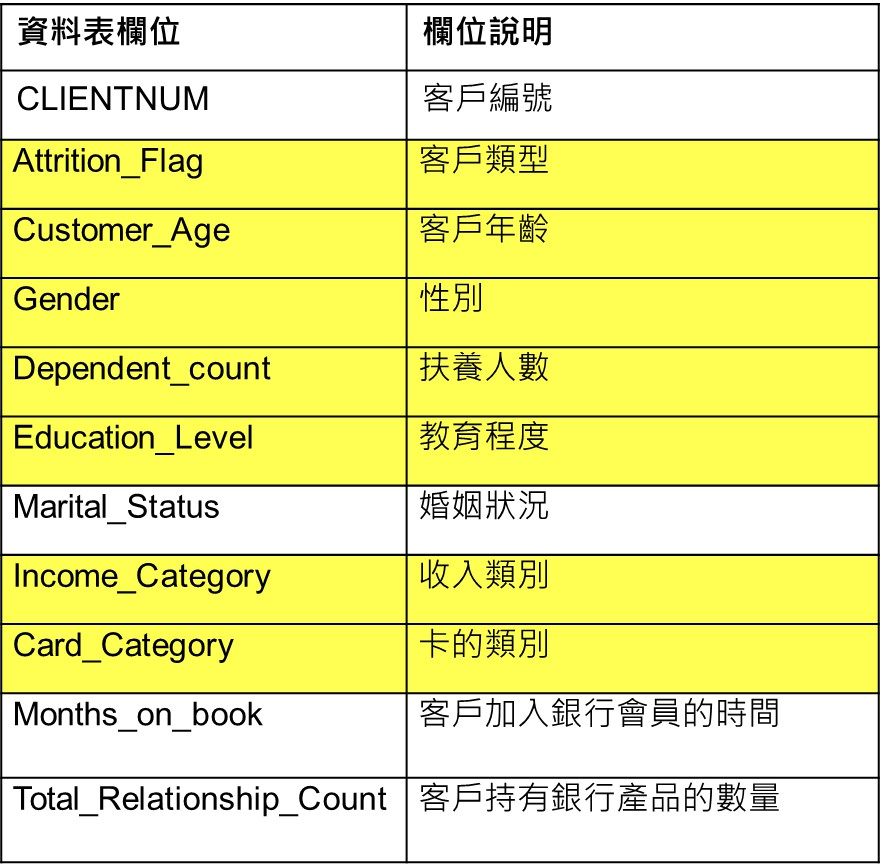 資料表欄位 欄位說明
CLIENTNUM 客戶編號
Attrition_Flag 客戶類型
Customer_Age 客戶年齡
Gender 性別
Dependent_count 扶養人數
Education_Level 教育程度
Marital_Status 婚姻狀況
Income_Category 收入類別
Card_Category 卡的類別
Months_on_book 客戶加入銀行會員的時間
Total_Relationship_Count 客戶持有銀行產品的數量